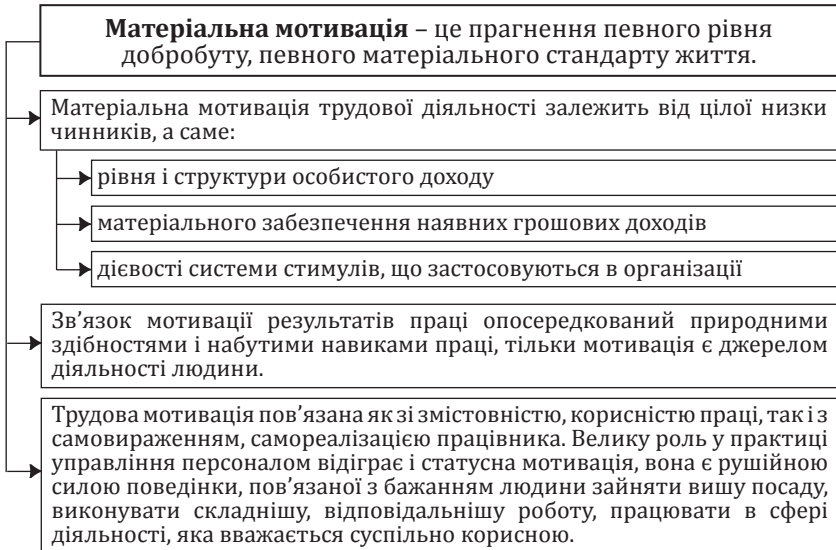 Матеріальна мотивація – це прагнення певного рівня
добробуту, певного матеріального стандарту життя.
Матеріальна мотивація трудової діяльності залежить від цілої низки
чинників, а саме:
рівня і структури особистого доходу
матеріального забезпечення наявних грошових доходів
дієвості системи стимулів, що застосовуються в організації
Зв’язок мотивації результатів праці опосередкований природними
здібностями і набутими навиками праці, тільки мотивація є джерелом
діяльності людини.
Трудова мотивація пов’язана як зі змістовністю, корисністю праці, так і з
самовираженням, самореалізацією працівника. Велику роль у практиці
управління персоналом відіграє і статусна мотивація, вона є рушійною
силою поведінки, пов’язаної з бажанням людини зайняти вишу посаду,
виконувати складнішу, відповідальнішу роботу, працювати в сфері
діяльності, яка вважається суспільно корисною.